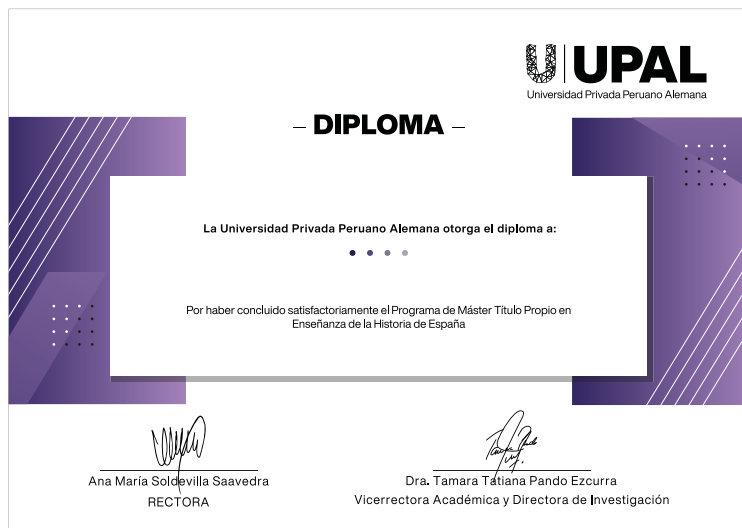 UPAL
Universidad Privada Peruano Alemana
DIPLOMA
La Universidad Privada Peruano Alemana otorga el diploma a:
Por haber concluido satisfactoriamente el Programa de Máster Título Propio en
Enseñanza de la Historia de España
Ana María Soldevilla Saavedra
RECTORA
Dra. Tamara Tatiana Pando Ezcurra
Vicerrectora Académica y Directora de Investigación